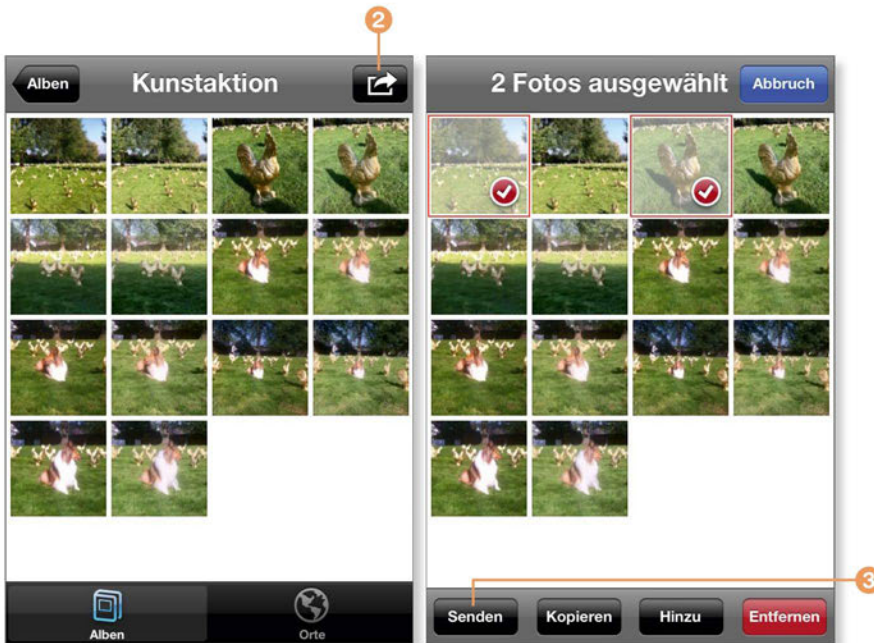 2
Alben
Kunstaktion
2 Fotos ausgewählt
Abbruch
3
Senden
Kopieren
Hinzu
Entfernen
Alben
Orte